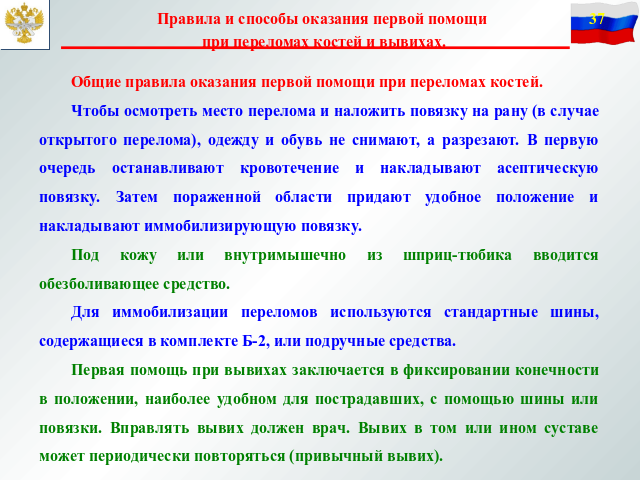 Правила и способы оказания первой помощи
при переломах костей и вывихах.
37
Общие правила оказания первой помощи при переломах костей.
Чтобы осмотреть место перелома и наложить повязку на рану (в случае
открытого перелома), одежду и обувь не снимают, а разрезают. В первую
очередь останавливают кровотечение и накладывают асептическую
повязку. Затем пораженной области придают удобное положение и
накладывают иммобилизирующую повязку.
Под кожу или внутримышечно из шприц-тюбика вводится
обезболивающее средство.
Для иммобилизации переломов используются стандартные шины,
содержащиеся в комплекте Б-2, или подручные средства.
Первая помощь при вывихах заключается в фиксировании конечности
в положении, наиболее удобном для пострадавших, с помощью шины или
повязки. Вправлять вывих должен врач. Вывих в том или ином суставе
может периодически повторяться (привычный вывих).